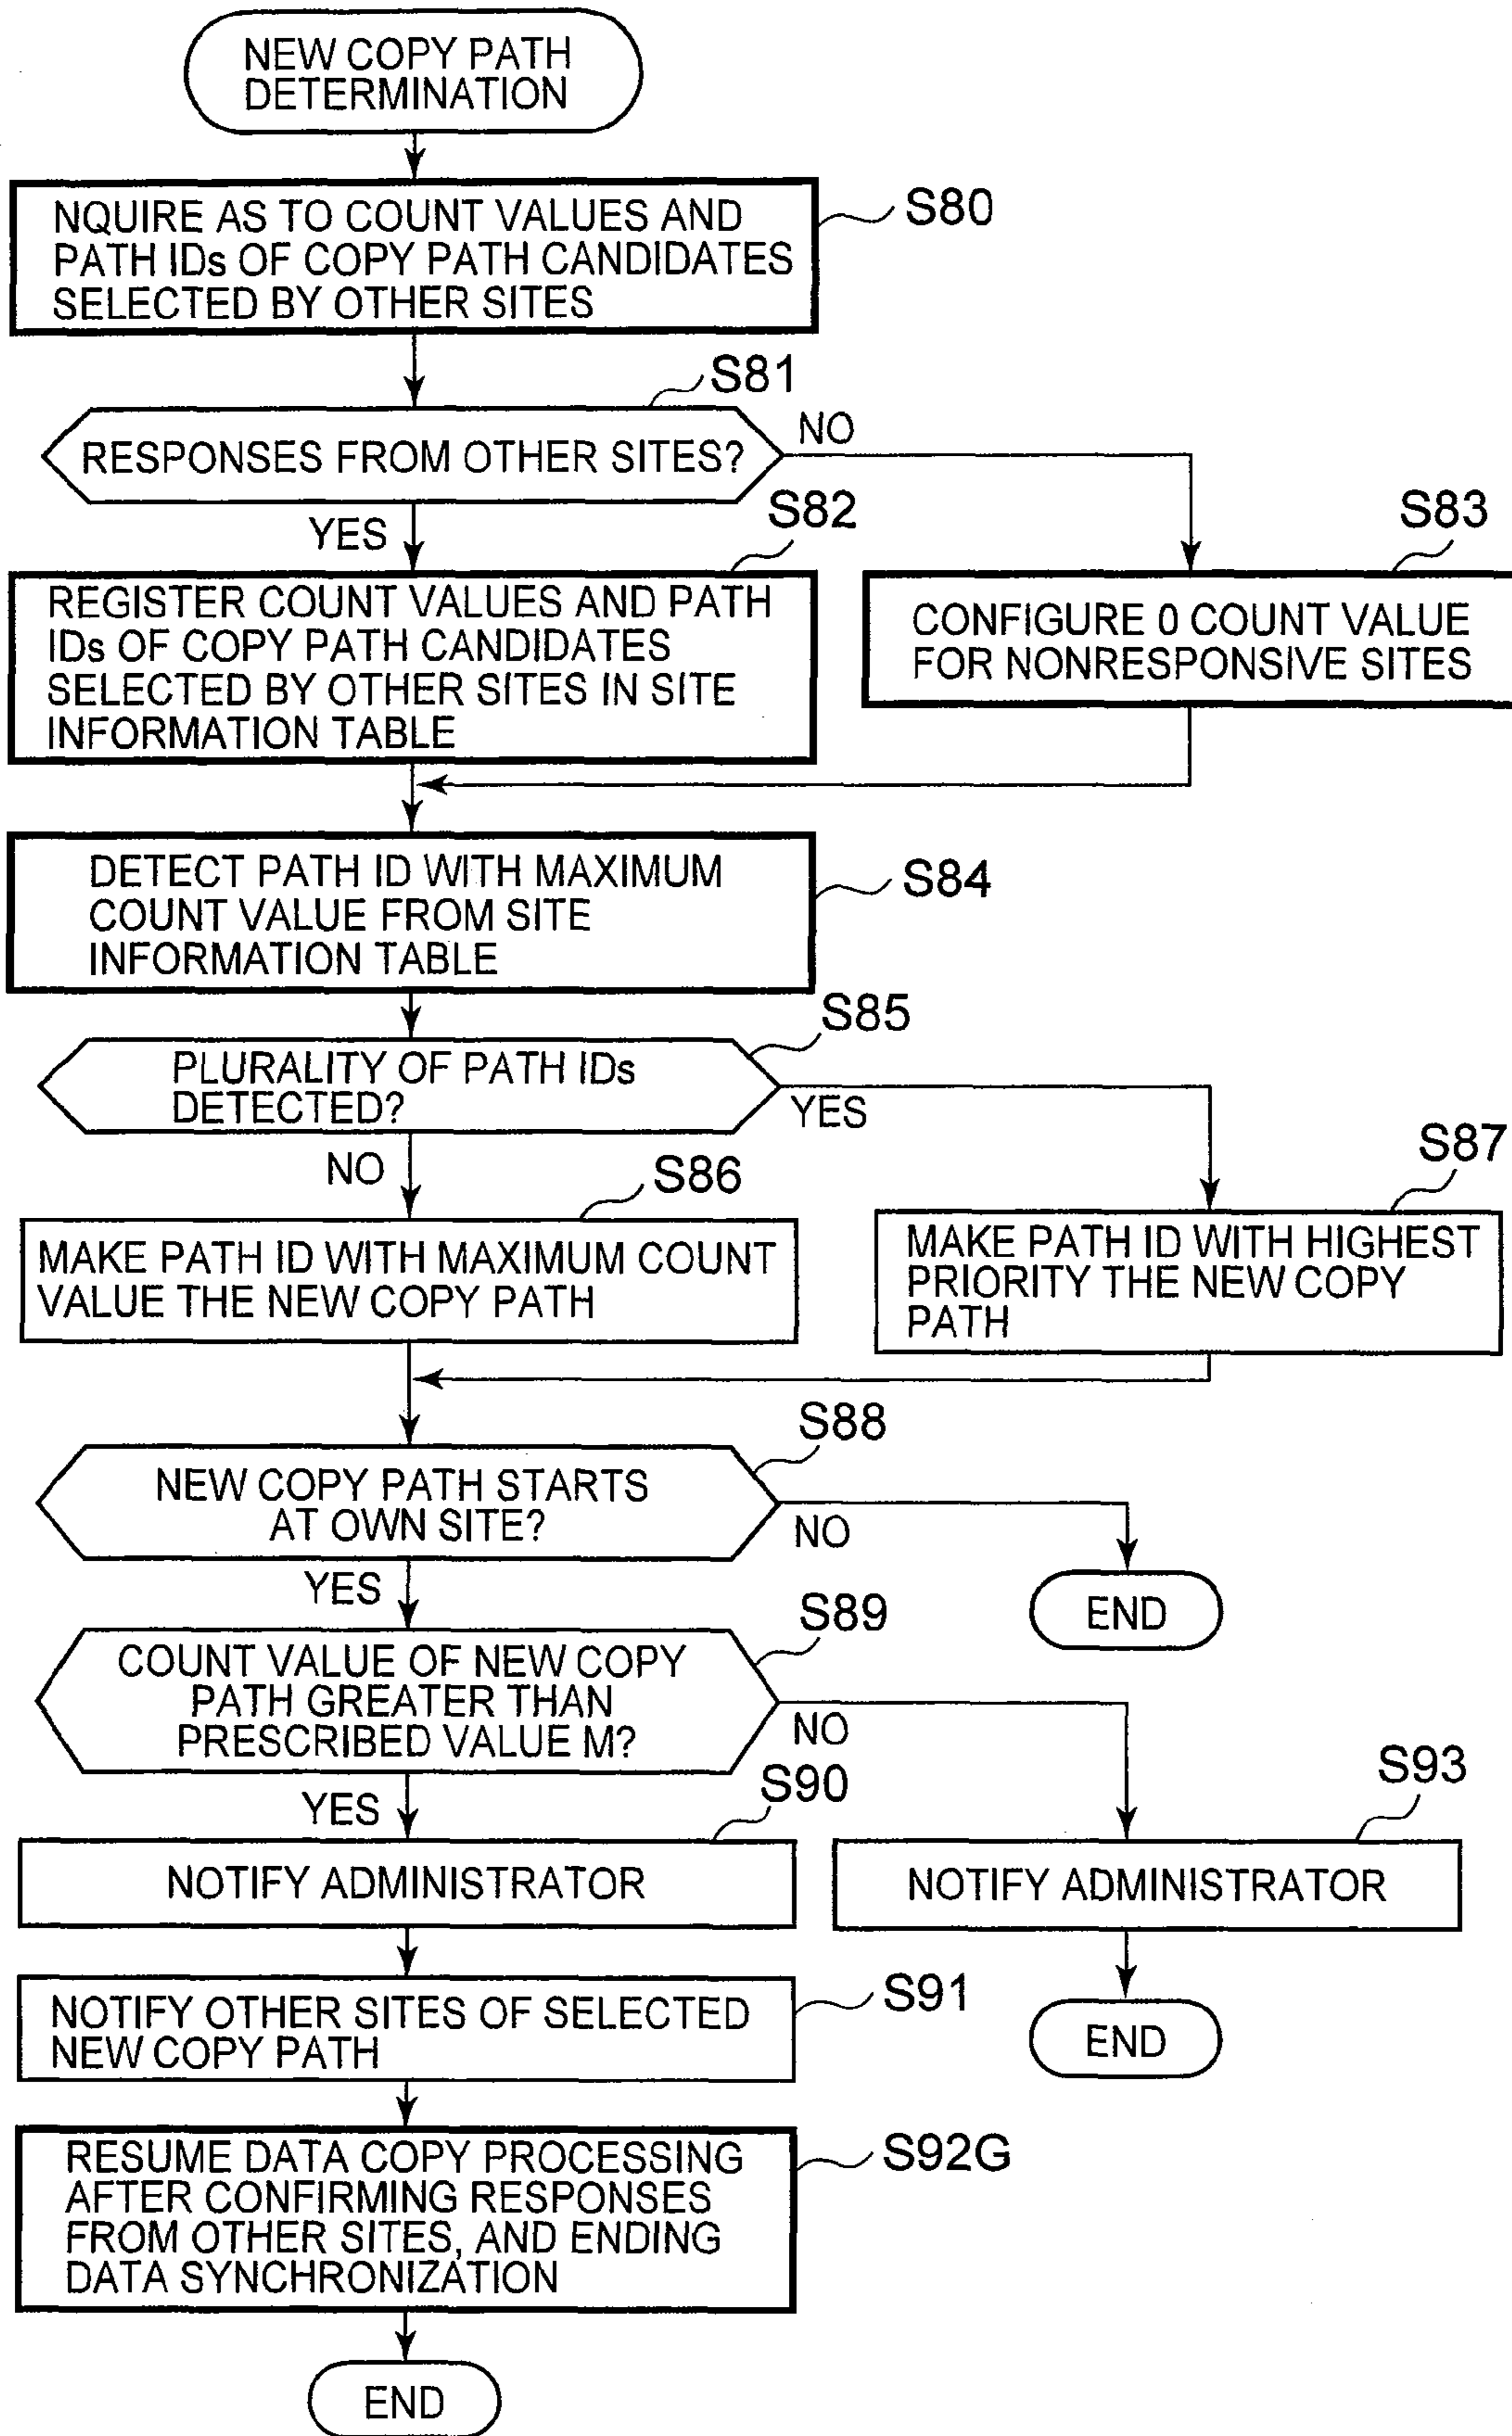 NEW COPY PATH
DETERMINATION
NQUIRE AS TO COUNT VALUES AND
PATH IDs OF COPY PATH CANDIDATES
SELECTED BY OTHER SITES
S80
S81
RESPONSES FROM OTHER SITES?
NO
YES
S82
S83
REGISTER COUNT VALUES AND PATH
IDs OF COPY PATH CANDIDATES
SELECTED BY OTHER SITES IN SITE
INFORMATION TABLE
CONFIGURE 0 COUNT VALUE
FOR NONRESPONSIVE SITES
DETECT PATH ID WITH MAXIMUM
COUNT VALUE FROM SITE
INFORMATION TABLE
S84
S85
PLURALITY OF PATH IDs
DETECTED?
YES
NO
S86
S87
MAKE PATH ID WITH MAXIMUM COUNT
VALUE THE NEW COPY PATH
MAKE PATH ID WITH HIGHEST
PRIORITY THE NEW COPY
PATH
S88
NEW COPY PATH STARTS
AT OWN SITE?
NO
YES
END
S89
COUNT VALUE OF NEW COPY
PATH GREATER THAN
PRESCRIBED VALUE M?
NO
YES
S90
S93
NOTIFY ADMINISTRATOR
NOTIFY ADMINISTRATOR
NOTIFY OTHER SITES OF SELECTED
NEW COPY PATH
S91
END
RESUME DATA COPY PROCESSING
AFTER CONFIRMING RESPONSES
FROM OTHER SITES, AND ENDING
DATA SYNCHRONIZATION
S92G
END